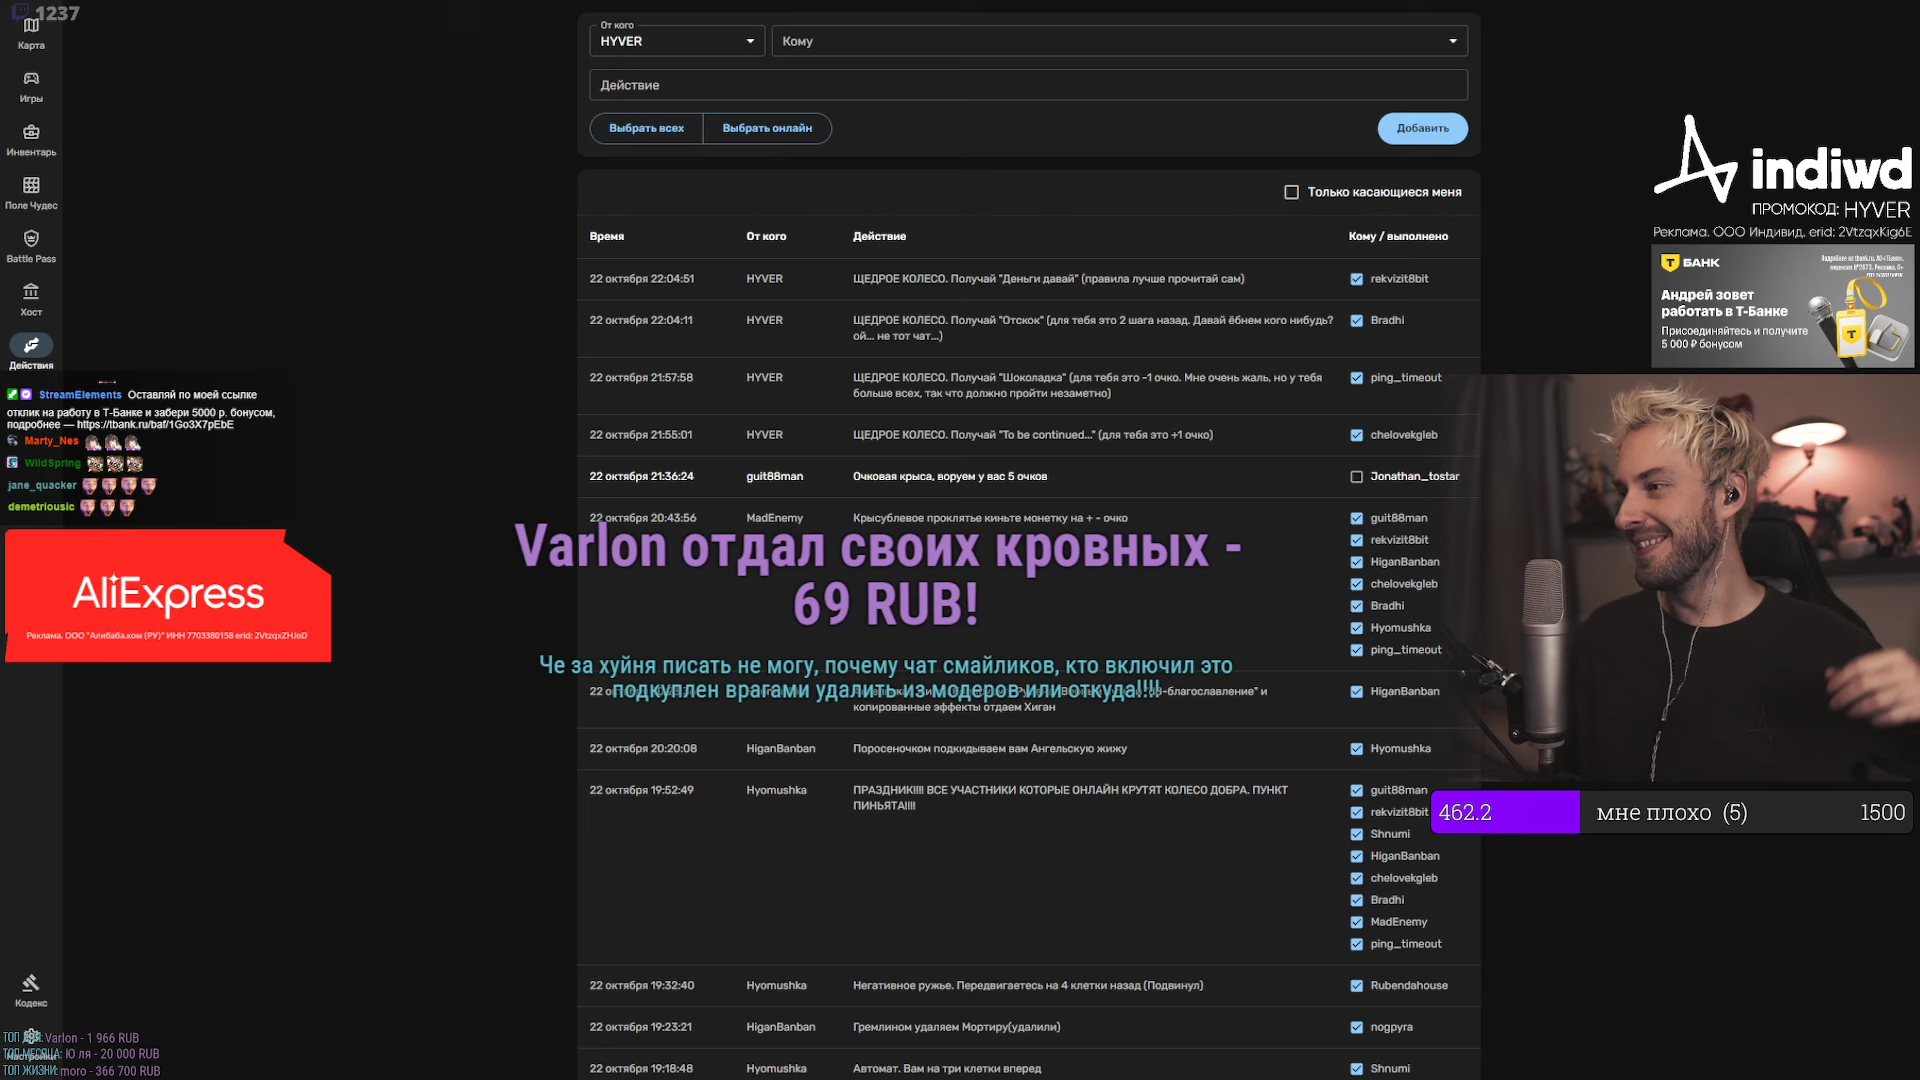 1237
Карта
Игры
Инвентарь
Поле Чудес
Battle Pass
Хост
Действия
От кого
HYVER
Кому
Действие
Выбрать всех
Выбрать онлайн
Добавить
Только касающиеся меня
Время От кого Действие Кому / выполнено
22 октября 22:04:51 HYVER ЩЕДРОЕ КОЛЕСО. Получай "Деньги давай" (правила лучше прочитай сам) rekvizit8bit
22 октября 22:04:11 HYVER ЩЕДРОЕ КОЛЕСО. Получай "Отскок" (для тебя это 2 шага назад. Давай ёбнем кого нибудь? Bradhi
ой... не тот чат...)
22 октября 21:57:58 HYVER ЩЕДРОЕ КОЛЕСО. Получай "Шоколадка" (для тебя это -1 очко. Мне очень жаль, но у тебя ping_timeout
больше всех, так что должно пройти незаметно)
22 октября 21:55:01 HYVER ЩЕДРОЕ КОЛЕСО. Получай "To be continued..." (для тебя это +1 очко) chelovekgleb
22 октября 21:36:24 guit88man Очковая крыса, воруем у вас 5 очков Jonathan_tostar
22 октября 20:43:56 MadEnemy Крысублевое проклятье киньте монетку на + - очко guit88man
rekvizit8bit
HiganBanban
chelovekgleb
Bradhi
Hyomushka
ping_timeout
Varlon отдал своих кровных -
69 RUB!
Че за хуйня писать не могу, почему чат смайликов, кто включил это
подкуплен врагами удалить из модеров или откуда!!!!
22 -благославление" и HiganBanban
копированные эффекты отдаем Хиган
22 октября 20:20:08 HiganBanban Поросеночком подкидываем вам Ангельскую жижу Hyomushka
22 октября 19:52:49 Hyomushka ПРАЗДНИК!!!! ВСЕ УЧАСТНИКИ КОТОРЫЕ ОНЛАЙН КРУТЯТ КОЛЕСО ДОБРА. ПУНКТ guit88man
ПИНЬЯТА!!!!
rekvizit8bit
Shnumi
HiganBanban
chelovekgleb
Bradhi
MadEnemy
ping_timeout
22 октября 19:32:40 Hyomushka Негативное ружье. Передвигаетесь на 4 клетки назад (Подвинул) Rubendahouse
22 октября 19:23:21 HiganBanban Гремлином удаляем Мортиру(удалили) nogpyra
22 октября 19:18:48 Hyomushka Автомат. Вам на три клетки вперед Shnumi
StreamElements Оставляй по моей ссылке
отклик на работу в Т-Банке и забери 5000 р. бонусом,
подробнее — https://tbank.ru/baf/1Go3X7pEbE
Marty_Nes
WildSpring
jane_quacker
demetriousic
AliExpress
Реклама. ООО "Алибаба.ком (РУ)" ИНН 7703380158 erid: 2VtzqxZHJoD
Кодекс
Настройки
ТОП ДНЯ: Varlon - 1 966 RUB
ТОП МЕСЯЦА: Ю ля - 20 000 RUB
ТОП ЖИЗНИ: moro - 366 700 RUB
indiwd
ПРОМОКОД: HYVER
Реклама. ООО Индивид. erid: 2VtzqxKig6E
Т БАНК
Андрей зовет
работать в Т-Банке
Присоединяйтесь и получите
5 000 ₽ бонусом
462.2 мне плохо (5) 1500